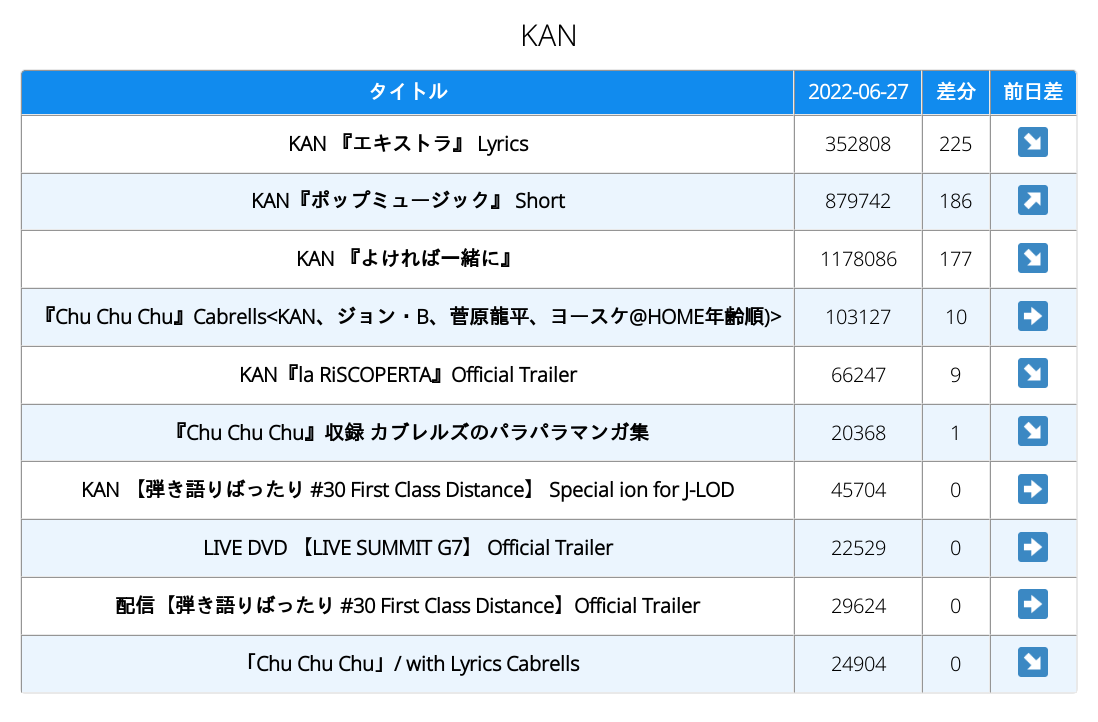 KAN
タイトル 2022-06-27 差分 前日差
KAN 『エキストラ』 Lyrics 352808 225 ↘
KAN『ポップミュージック』 Short 879742 186 ↗
KAN 『よければ一緒に』 1178086 177 ↘
『Chu Chu Chu』Cabrells<KAN、ジョン・B、菅原龍平、ヨースケ@HOME年齢順)> 103127 10 ➡
KAN『la RiSCOPERTA』Official Trailer 66247 9 ↘
『Chu Chu Chu』収録 カブレルズのパラパラマンガ集 20368 1 ↘
KAN 【弾き語りばったり #30 First Class Distance】 Special ion for J-LOD 45704 0 ➡
LIVE DVD 【LIVE SUMMIT G7】 Official Trailer 22529 0 ➡
配信【弾き語りばったり #30 First Class Distance】Official Trailer 29624 0 ➡
「Chu Chu Chu」/ with Lyrics Cabrells 24904 0 ↘